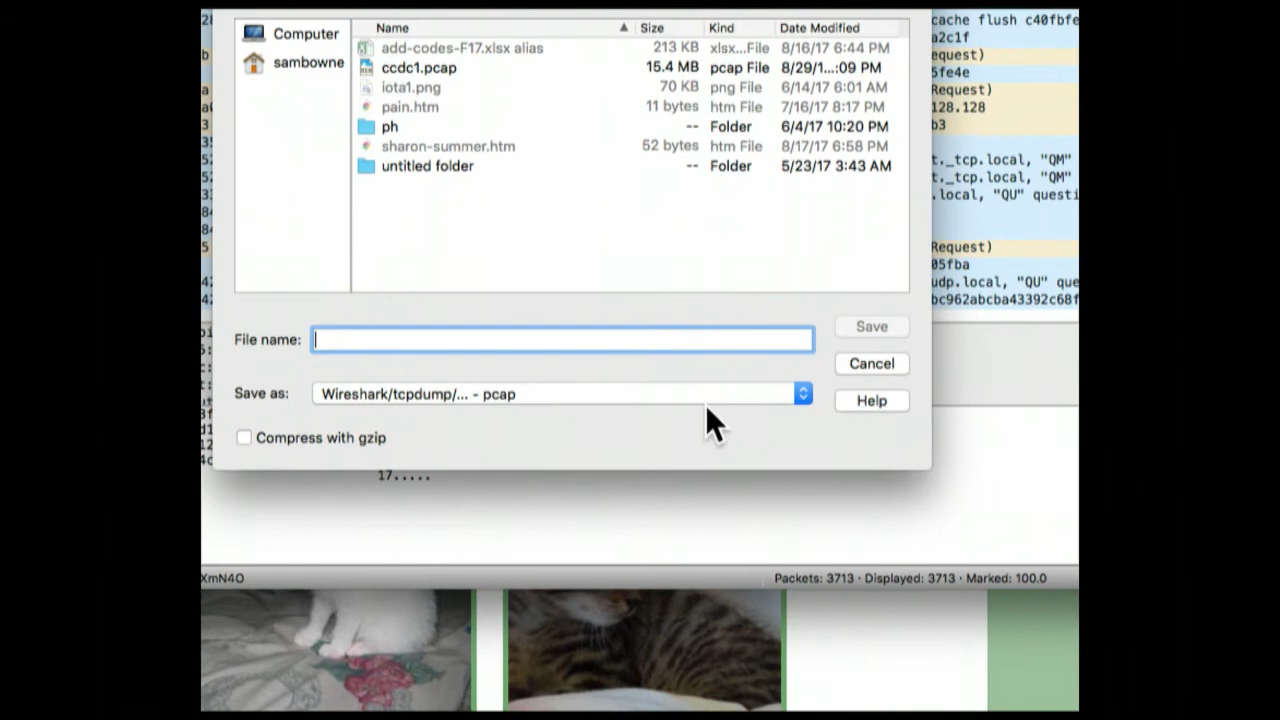 Computer
sambowne
Name Size Kind Date Modified
add-codes-F17.xlsx alias 213 KB xlsx...File 8/16/17 6:44 PM
ccdc1.pcap 15.4 MB pcap File 8/29/1...:09 PM
iota1.png 70 KB png File 6/14/17 6:01 AM
pain.htm 11 bytes htm File 7/16/17 8:17 PM
ph -- Folder 6/4/17 10:20 PM
sharon-summer.htm 52 bytes htm File 8/17/17 6:58 PM
untitled folder -- Folder 5/23/17 3:43 AM
File name:
Save
Cancel
Save as: Wireshark/tcpdump/... - pcap
Help
Compress with gzip
cache flush c40fbfe
a2c1f
equest)
5fe4e
Request)
128.128
b3
t._tcp.local, "QM"
t._tcp.local, "QM"
.local, "QU" questi
Request)
05fba
udp.local, "QU" que
bc962abcba43392c68f
17.....
XmN4O
Packets: 3713 · Displayed: 3713 · Marked: 100.0